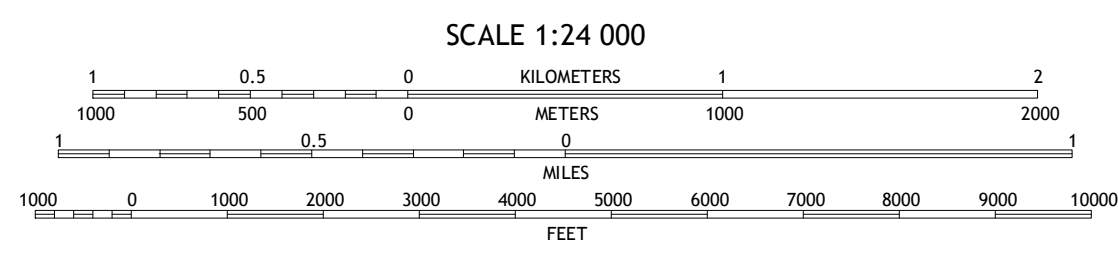 SCALE 1:24 000
1 0.5 0 KILOMETERS 1 2
1000 500 0 METERS 1000 2000
1 0.5 0 1
MILES
1000 0 1000 2000 3000 4000 5000 6000 7000 8000 9000 10000
FEET